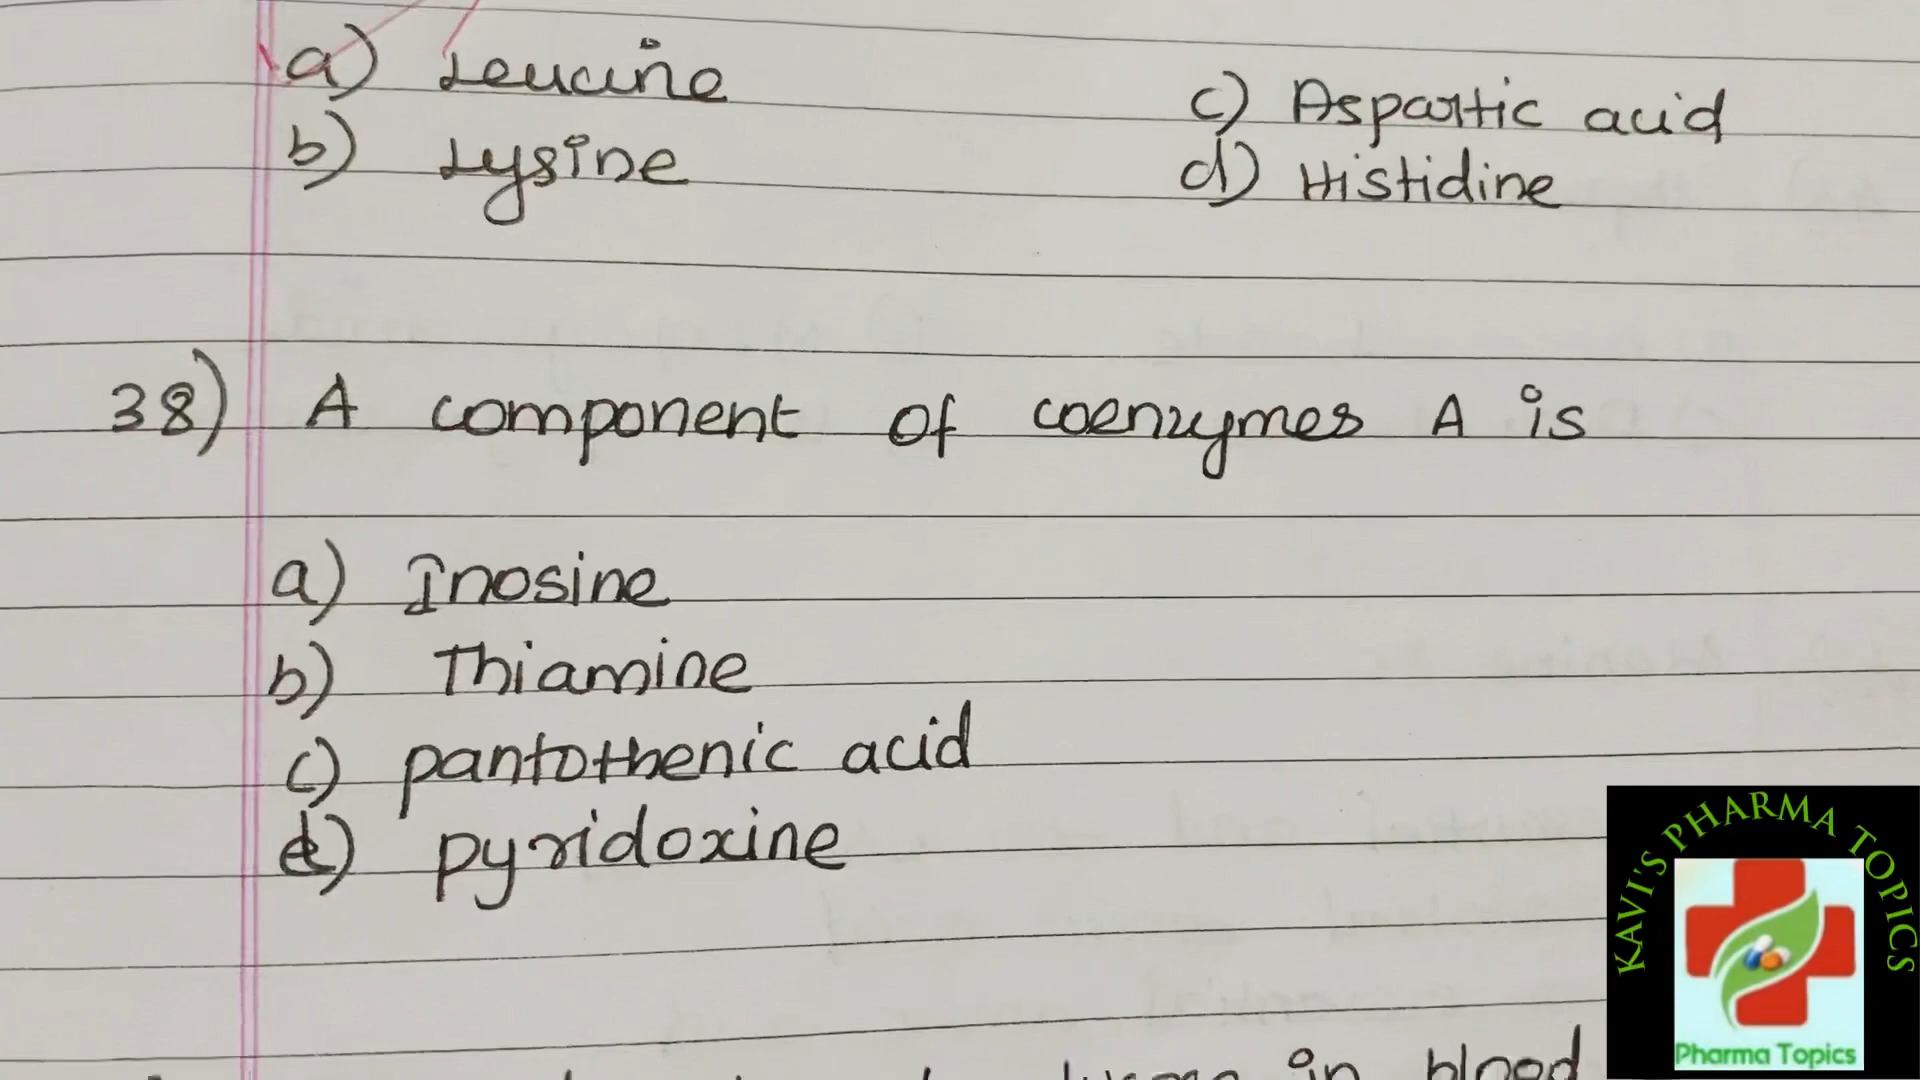 a) Leucine
b) Lysine
c) Aspartic acid
d) Histidine
38) A component of coenzymes A is
a) Inosine
b) Thiamine
c) pantothenic acid
d) pyridoxine
in blood
KAVI'S PHARMA TOPICS
Pharma Topics